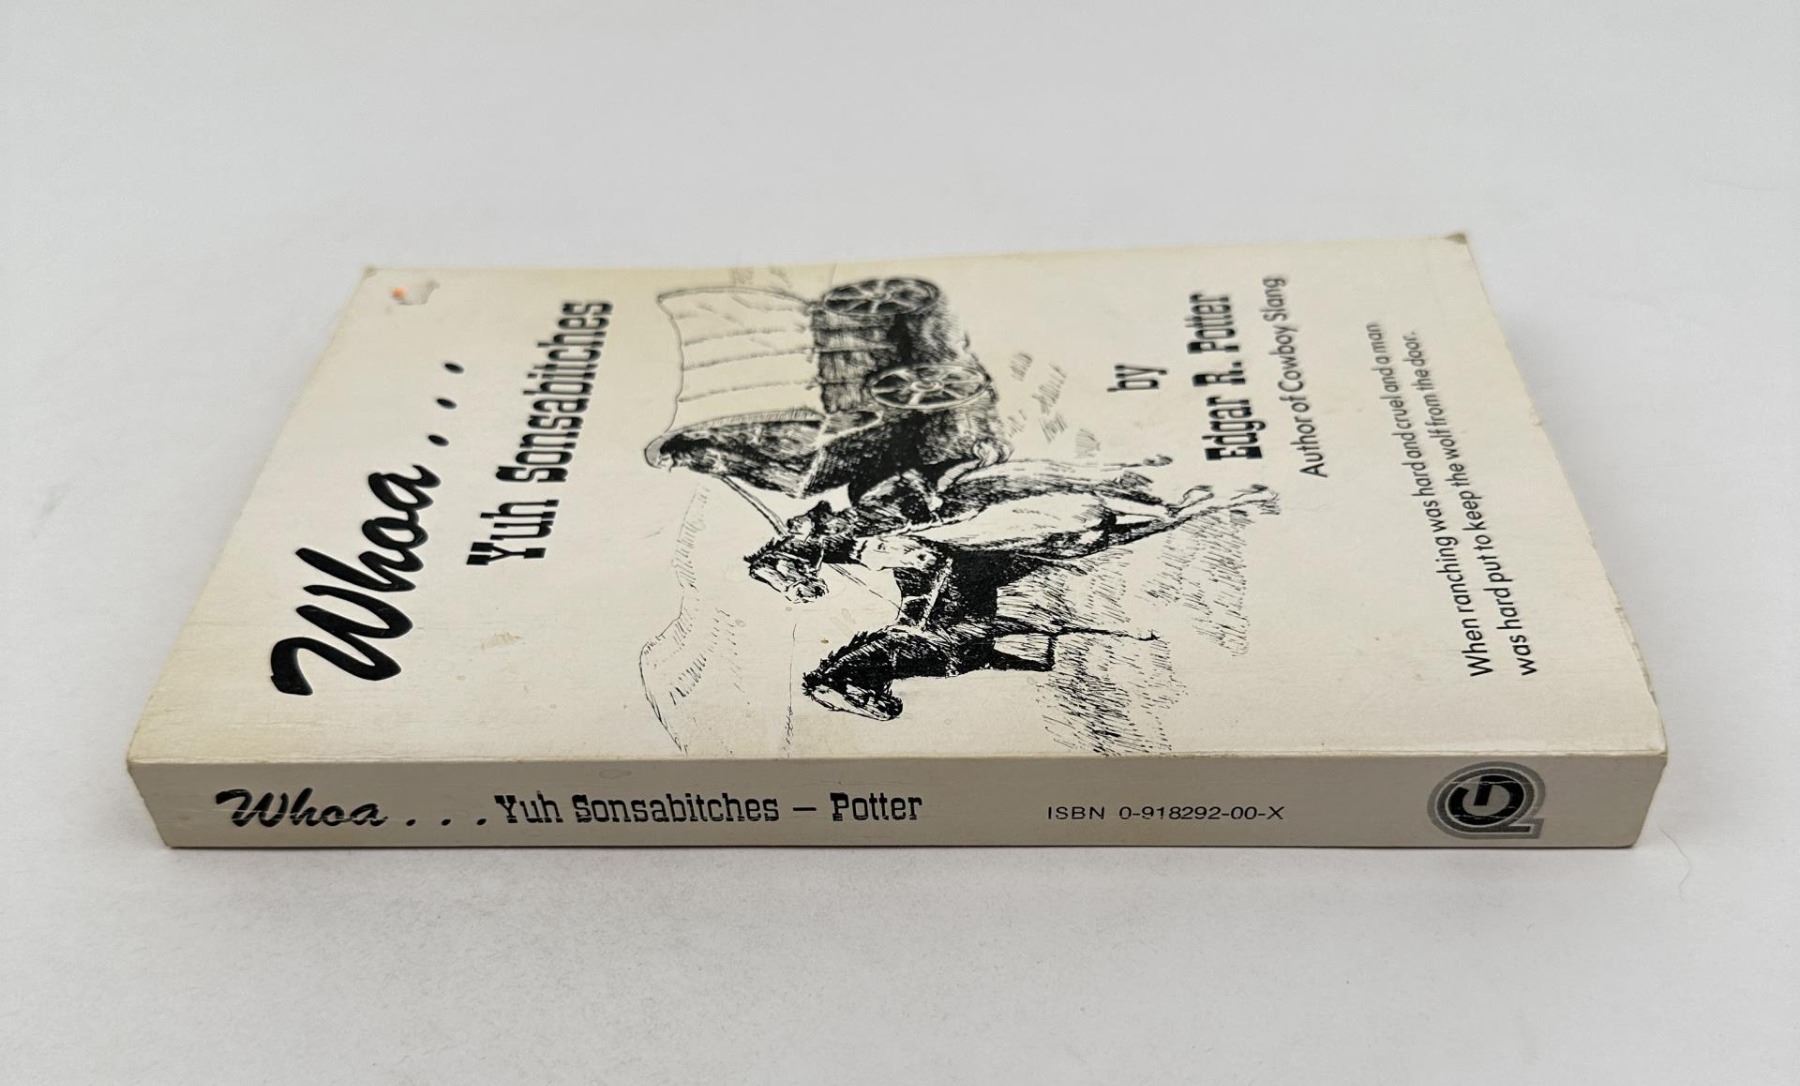 Whoa . . .
Yuh Sonsabitches
by
Edgar R. Potter
Author of Cowboy Slang
When ranching was hard and cruel and a man
was hard put to keep the wolf from the door.
Whoa . . . Yuh Sonsabitches – Potter ISBN 0-918292-00-X